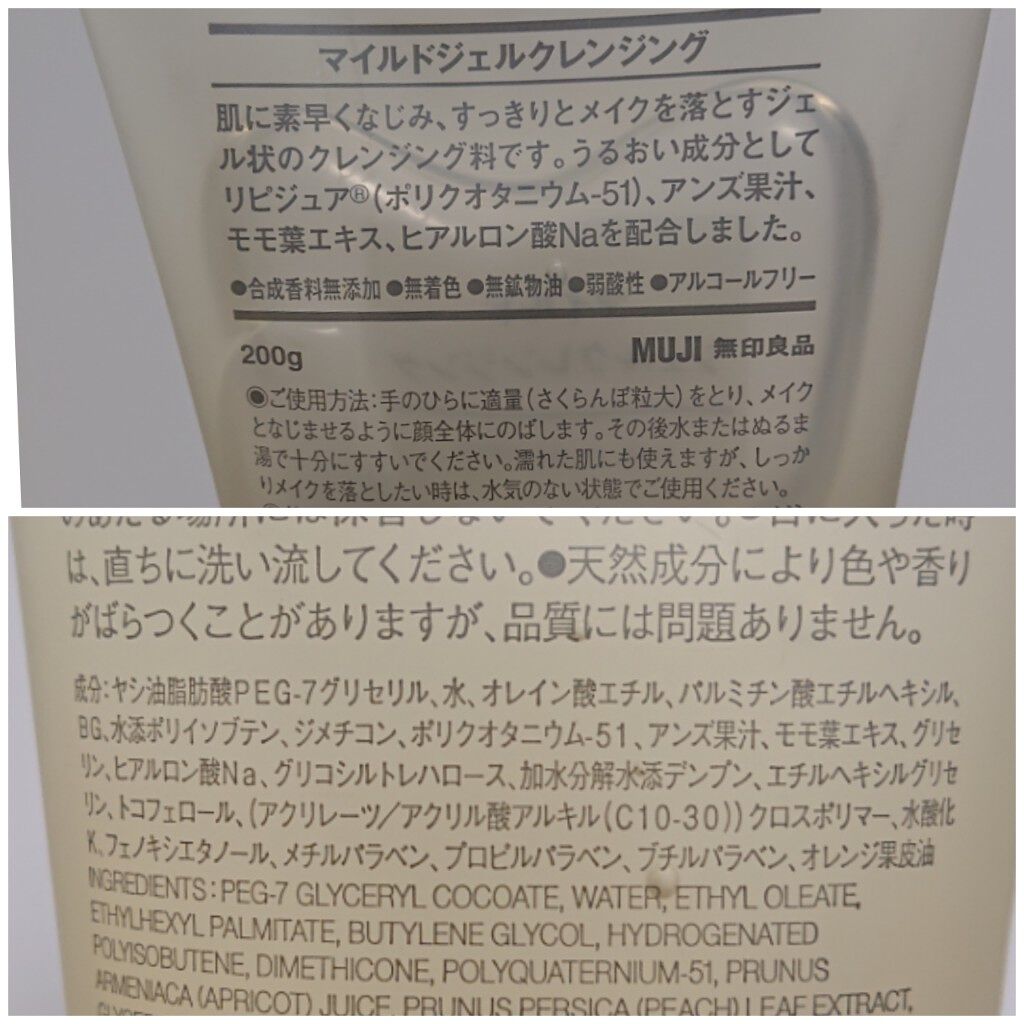 マイルドジェルクレンジング
肌に素早くなじみ、すっきりとメイクを落とすジェ
ル状のクレンジング料です。うるおい成分として
リピジュア®(ポリクオタニウム-51)、アンズ果汁、
モモ葉エキス、ヒアルロン酸Naを配合しました。
●合成香料無添加 ●無着色 ●無鉱物油 ●弱酸性 ●アルコールフリー
200g
MUJI 無印良品
◉ご使用方法:手のひらに適量(さくらんぼ粒大)をとり、メイク
となじませるように顔全体にのばします。その後水またはぬるま
湯で十分にすすいでください。濡れた肌にも使えますが、しっか
りメイクを落としたい時は、水気のない状態でご使用ください。
は、直ちに洗い流してください。●天然成分により色や香り
がばらつくことがありますが、品質には問題ありません。
成分:ヤシ油脂肪酸PEG-7グリセリル、水、オレイン酸エチル、パルミチン酸エチルヘキシル、
BG、水添ポリイソブテン、ジメチコン、ポリクオタニウム-51、アンズ果汁、モモ葉エキス、グリセ
リン、ヒアルロン酸Na、グリコシルトレハロース、加水分解水添デンプン、エチルヘキシルグリセ
リン、トコフェロール、(アクリレーツ/アクリル酸アルキル(C10-30))クロスポリマー、水酸化
K、フェノキシエタノール、メチルパラベン、プロピルパラベン、ブチルパラベン、オレンジ果皮油
INGREDIENTS:PEG-7 GLYCERYL COCOATE, WATER, ETHYL OLEATE,
ETHYLHEXYL PALMITATE, BUTYLENE GLYCOL, HYDROGENATED
POLYISOBUTENE, DIMETHICONE, POLYQUATERNIUM-51, PRUNUS
ARMENIACA (APRICOT) JUICE, PRUNUS PERSICA (PEACH) LEAF EXTRACT,